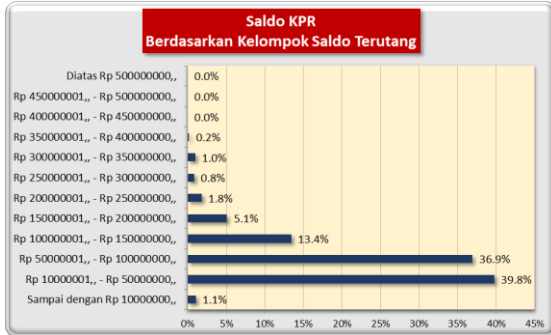 Saldo KPR
Berdasarkan Kelompok Saldo Terutang
Diatas Rp 500000000,, 0.0%
Rp 450000001,, - Rp 500000000,, 0.0%
Rp 400000001,, - Rp 450000000,, 0.0%
Rp 350000001,, - Rp 400000000,, 0.2%
Rp 300000001,, - Rp 350000000,, 1.0%
Rp 250000001,, - Rp 300000000,, 0.8%
Rp 200000001,, - Rp 250000000,, 1.8%
Rp 150000001,, - Rp 200000000,, 5.1%
Rp 100000001,, - Rp 150000000,, 13.4%
Rp 50000001,, - Rp 100000000,, 36.9%
Rp 10000001,, - Rp 50000000,, 39.8%
Sampai dengan Rp 10000000,, 1.1%
0% 5% 10% 15% 20% 25% 30% 35% 40% 45%